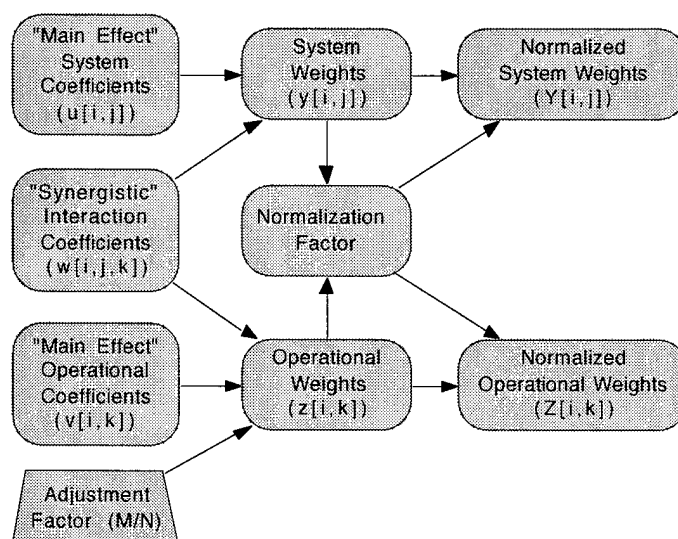 "Main Effect"
System
Coefficients
(u[i,j])
System
Weights
(y[i,j])
Normalized
System Weights
(Y[i,j])
"Synergistic"
Interaction
Coefficients
(w[i,j,k])
Normalization
Factor
"Main Effect"
Operational
Coefficients
(v[i,k])
Operational
Weights
(z[i,k])
Normalized
Operational Weights
(Z[i,k])
Adjustment
Factor (M/N)